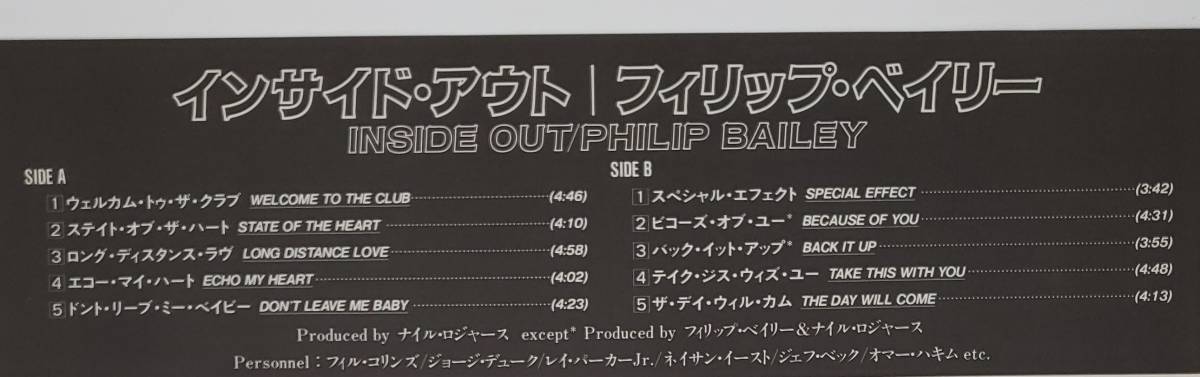 インサイド・アウト｜フィリップ・ベイリー
INSIDE OUT/PHILIP BAILEY
SIDE A
1 ウェルカム・トゥ・ザ・クラブ WELCOME TO THE CLUB (4:46)
2 ステイト・オブ・ザ・ハート STATE OF THE HEART (4:10)
3 ロング・ディスタンス・ラヴ LONG DISTANCE LOVE (4:58)
4 エコー・マイ・ハート ECHO MY HEART (4:02)
5 ドント・リーブ・ミー・ベイビー DON'T LEAVE ME BABY (4:23)
SIDE B
1 スペシャル・エフェクト SPECIAL EFFECT (3:42)
2 ビコーズ・オブ・ユー* BECAUSE OF YOU (4:31)
3 バック・イット・アップ* BACK IT UP (3:55)
4 テイク・ジス・ウィズ・ユー TAKE THIS WITH YOU (4:48)
5 ザ・デイ・ウィル・カム THE DAY WILL COME (4:13)
Produced by ナイル・ロジャース except* Produced by フィリップ・ベイリー＆ナイル・ロジャース
Personnel：フィル・コリンズ/ジョージ・デューク/レイ・パーカーJr./ネイサン・イースト/ジェフ・ベック/オマー・ハキム etc.